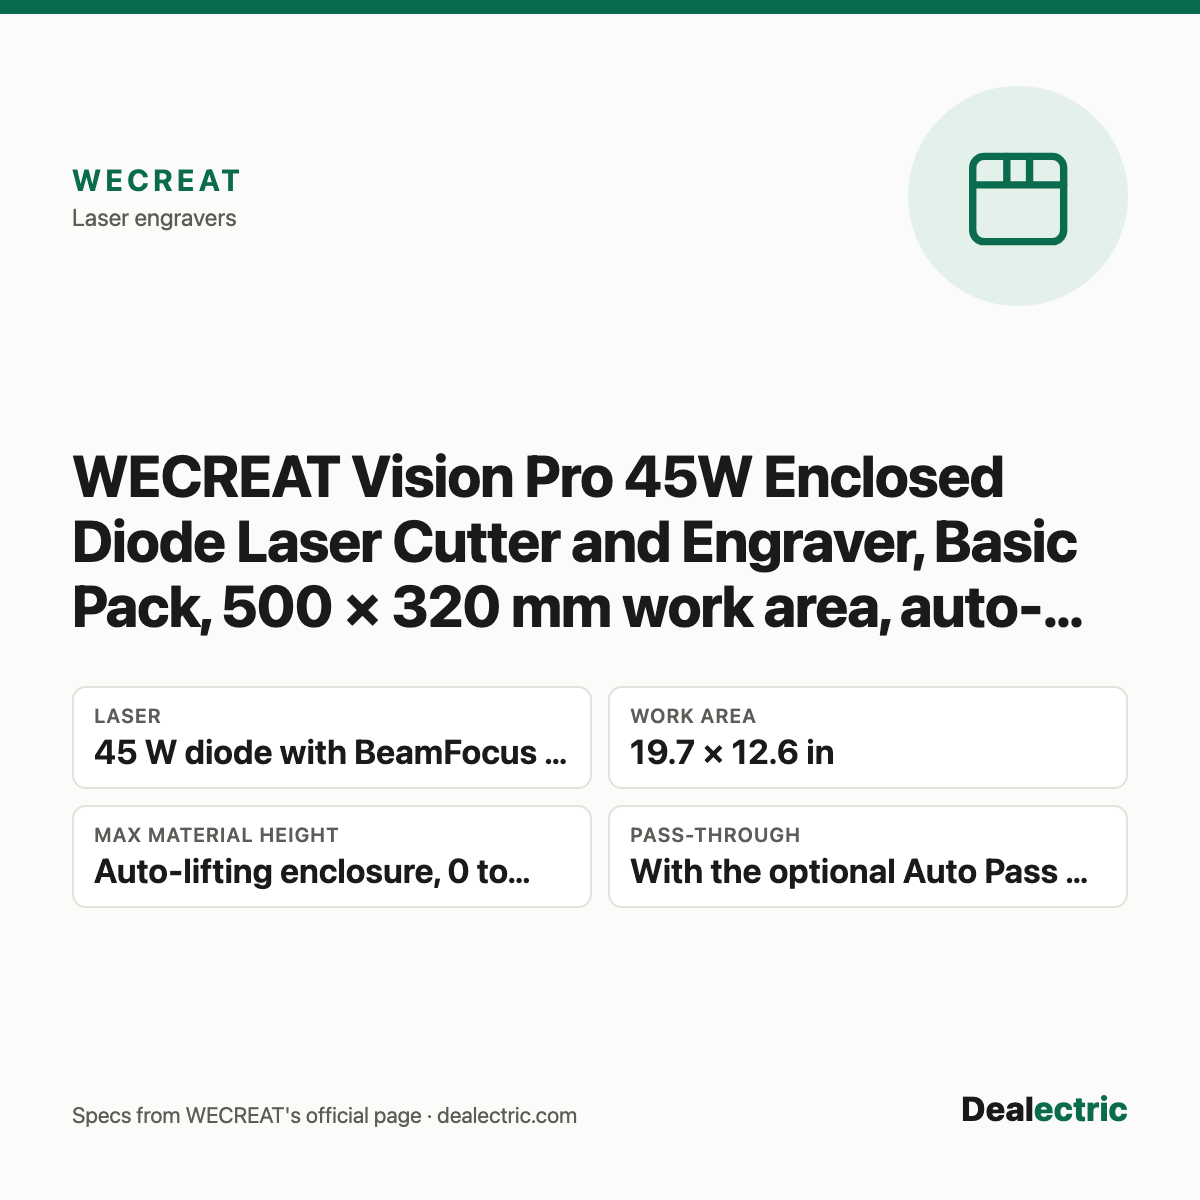 WECREAT
Laser engravers
WECREAT Vision Pro 45W Enclosed
Diode Laser Cutter and Engraver, Basic
Pack, 500 × 320 mm work area, auto-...
LASER
45 W diode with BeamFocus ...
WORK AREA
19.7 × 12.6 in
MAX MATERIAL HEIGHT
Auto-lifting enclosure, 0 to...
PASS-THROUGH
With the optional Auto Pass ...
Specs from WECREAT's official page · dealectric.com
Dealectric